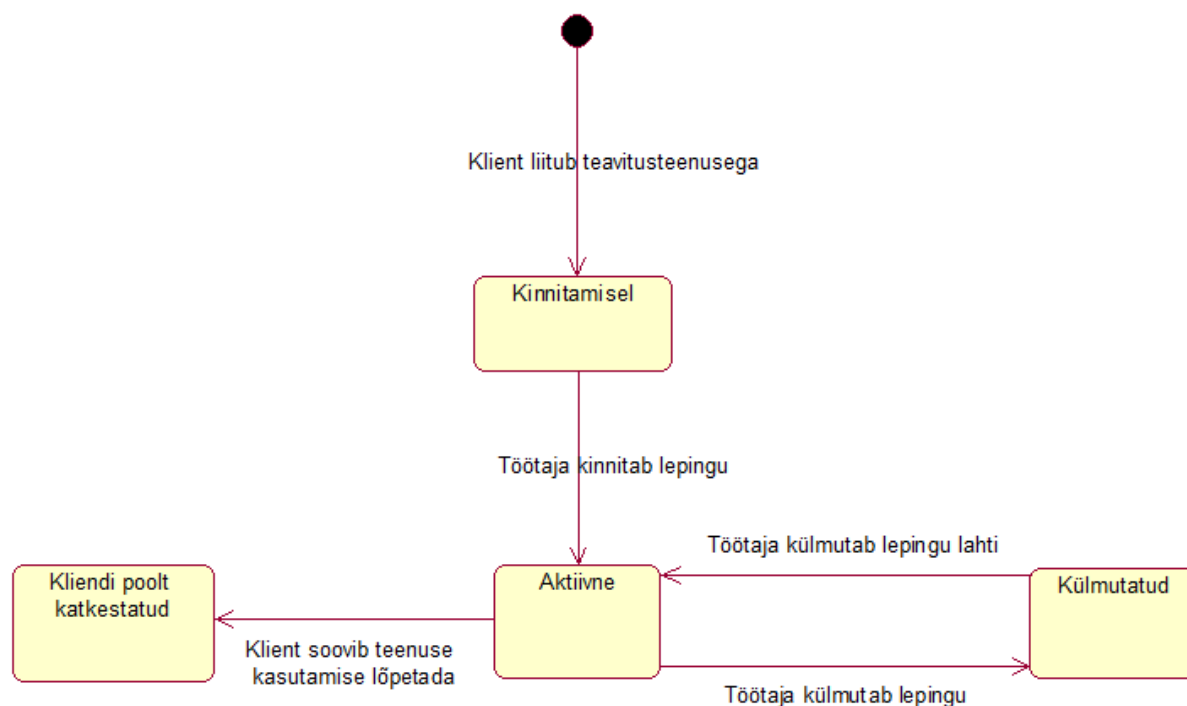 Klient liitub teavitusteenusega
Kinnitamisel
Töötaja kinnitab lepingu
Töötaja külmutab lepingu lahti
Kliendi poolt
katkestatud
Aktiivne
Külmutatud
Klient soovib teenuse
kasutamise lõpetada
Töötaja külmutab lepingu